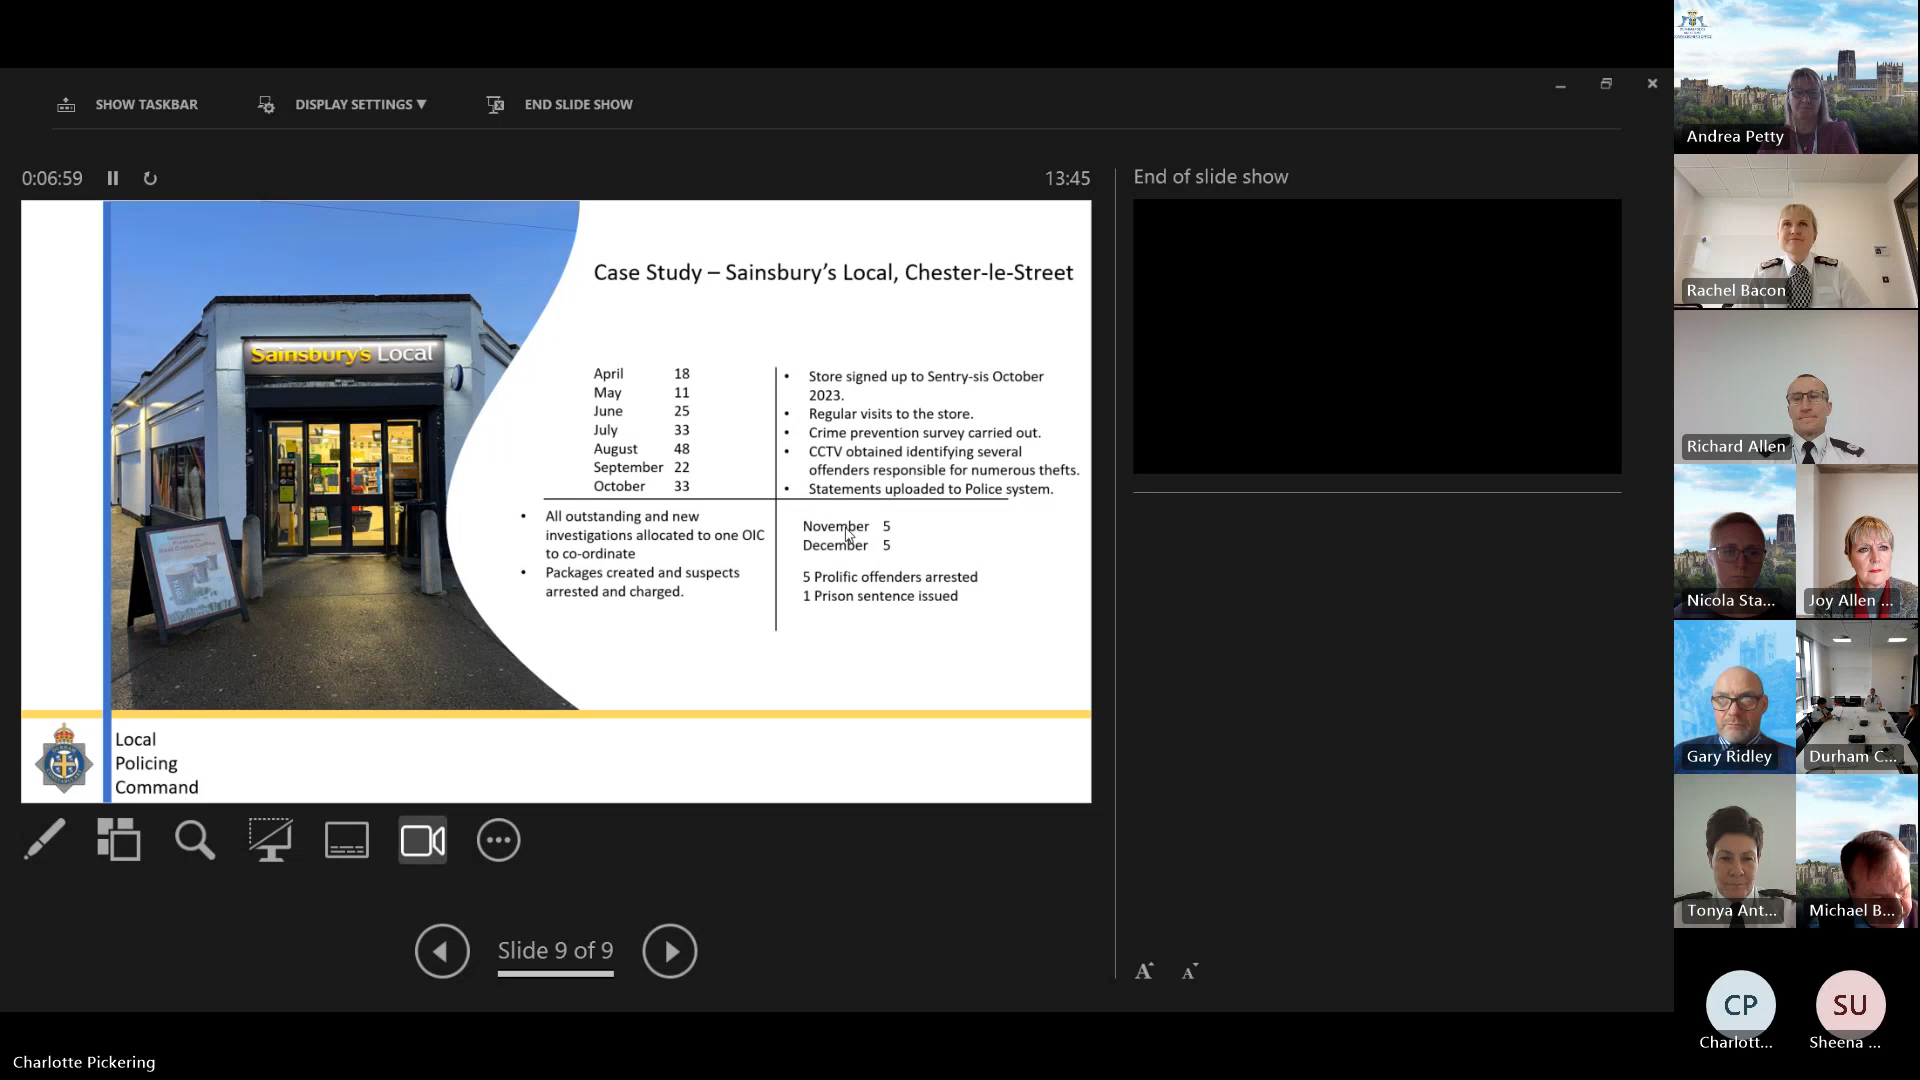 SHOW TASKBAR
DISPLAY SETTINGS ▼
END SLIDE SHOW
0:06:59
13:45
End of slide show
Case Study – Sainsbury's Local, Chester-le-Street
Sainsbury's Local
April 18
May 11
June 25
July 33
August 48
September 22
October 33
• Store signed up to Sentry-sis October
2023.
• Regular visits to the store.
• Crime prevention survey carried out.
• CCTV obtained identifying several
offenders responsible for numerous thefts.
• Statements uploaded to Police system.
• All outstanding and new
investigations allocated to one OIC
to co-ordinate
• Packages created and suspects
arrested and charged.
November 5
December 5
5 Prolific offenders arrested
1 Prison sentence issued
Local
Policing
Command
Slide 9 of 9
A A
Charlotte Pickering
Andrea Petty
Rachel Bacon
Richard Allen
Nicola Sta...
Joy Allen ...
Gary Ridley
Durham C...
Tonya Ant...
Michael B...
CP
Charlott...
SU
Sheena ...